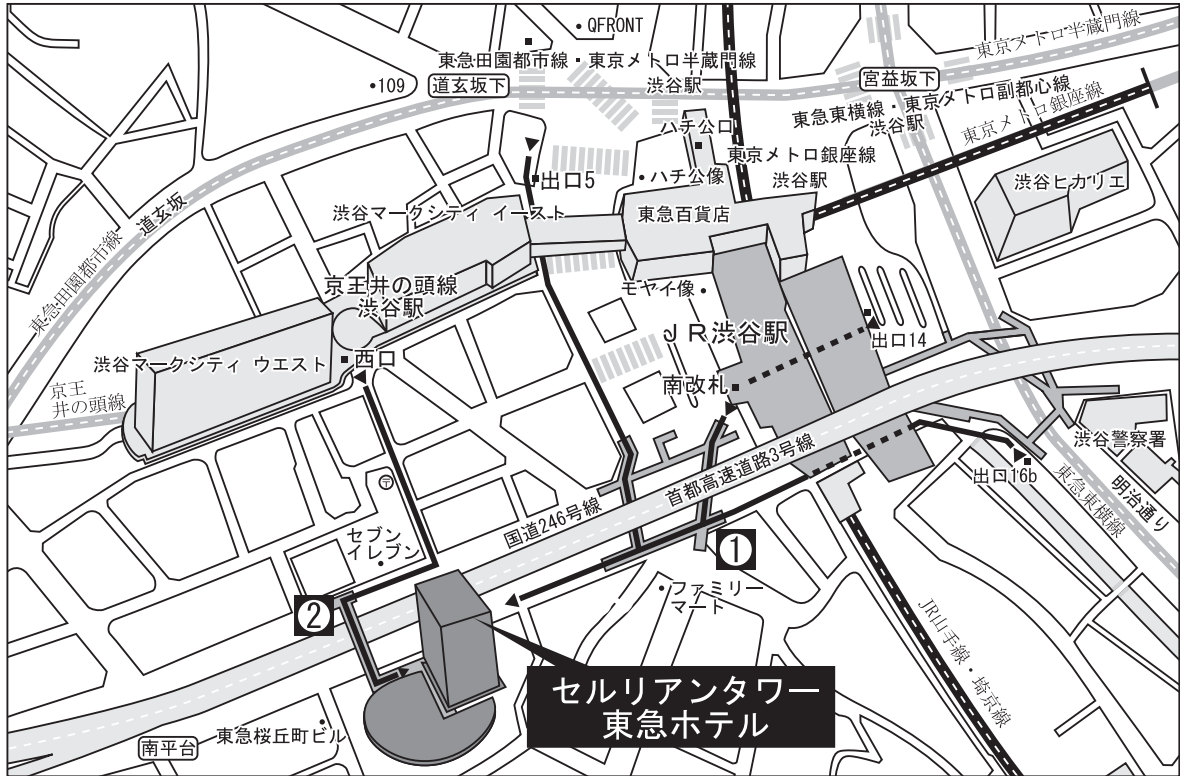 QFRONT
東急田園都市線・東京メトロ半蔵門線
渋谷駅
109
道玄坂下
宮益坂下
東京メトロ半蔵門線
東急東横線・東京メトロ副都心線
渋谷駅
東京メトロ銀座線
ハチ公口
東京メトロ銀座線
渋谷駅
ハチ公像
出口5
渋谷マークシティ イースト
東急百貨店
渋谷ヒカリエ
道玄坂
東急田園都市線
京王井の頭線
渋谷駅
モヤイ像
JR渋谷駅
出口14
渋谷マークシティ ウエスト
西口
南改札
京王
井の頭線
首都高速道路3号線
国道246号線
渋谷警察署
出口16b
明治通り
東急東横線
〒
セブン
イレブン
①
ファミリー
マート
②
JR山手線・埼京線
セルリアンタワー
東急ホテル
東急桜丘町ビル
南平台